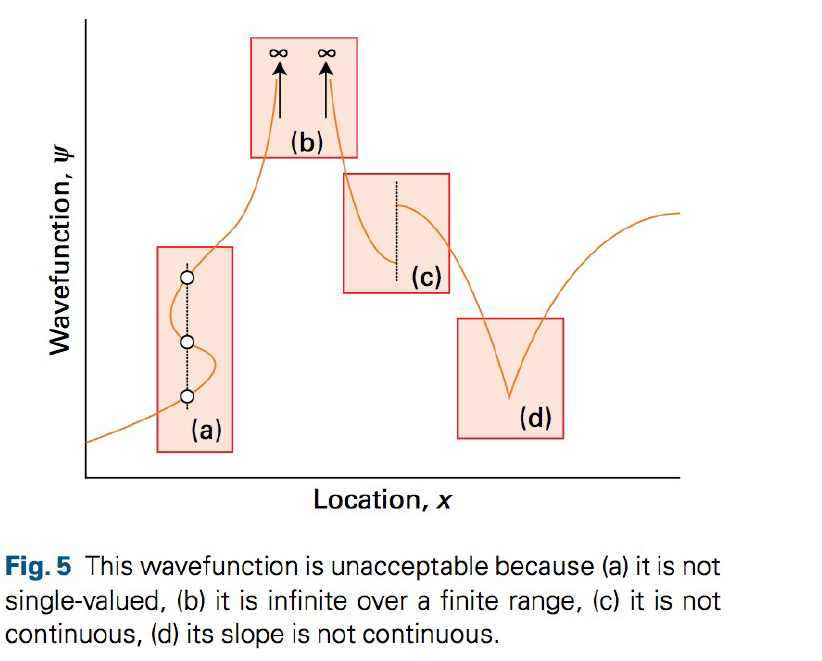 ∞ ∞
(b)
Wavefunction, ψ
(c)
(a)
(d)
Location, x
Fig. 5 This wavefunction is unacceptable because (a) it is not
single-valued, (b) it is infinite over a finite range, (c) it is not
continuous, (d) its slope is not continuous.